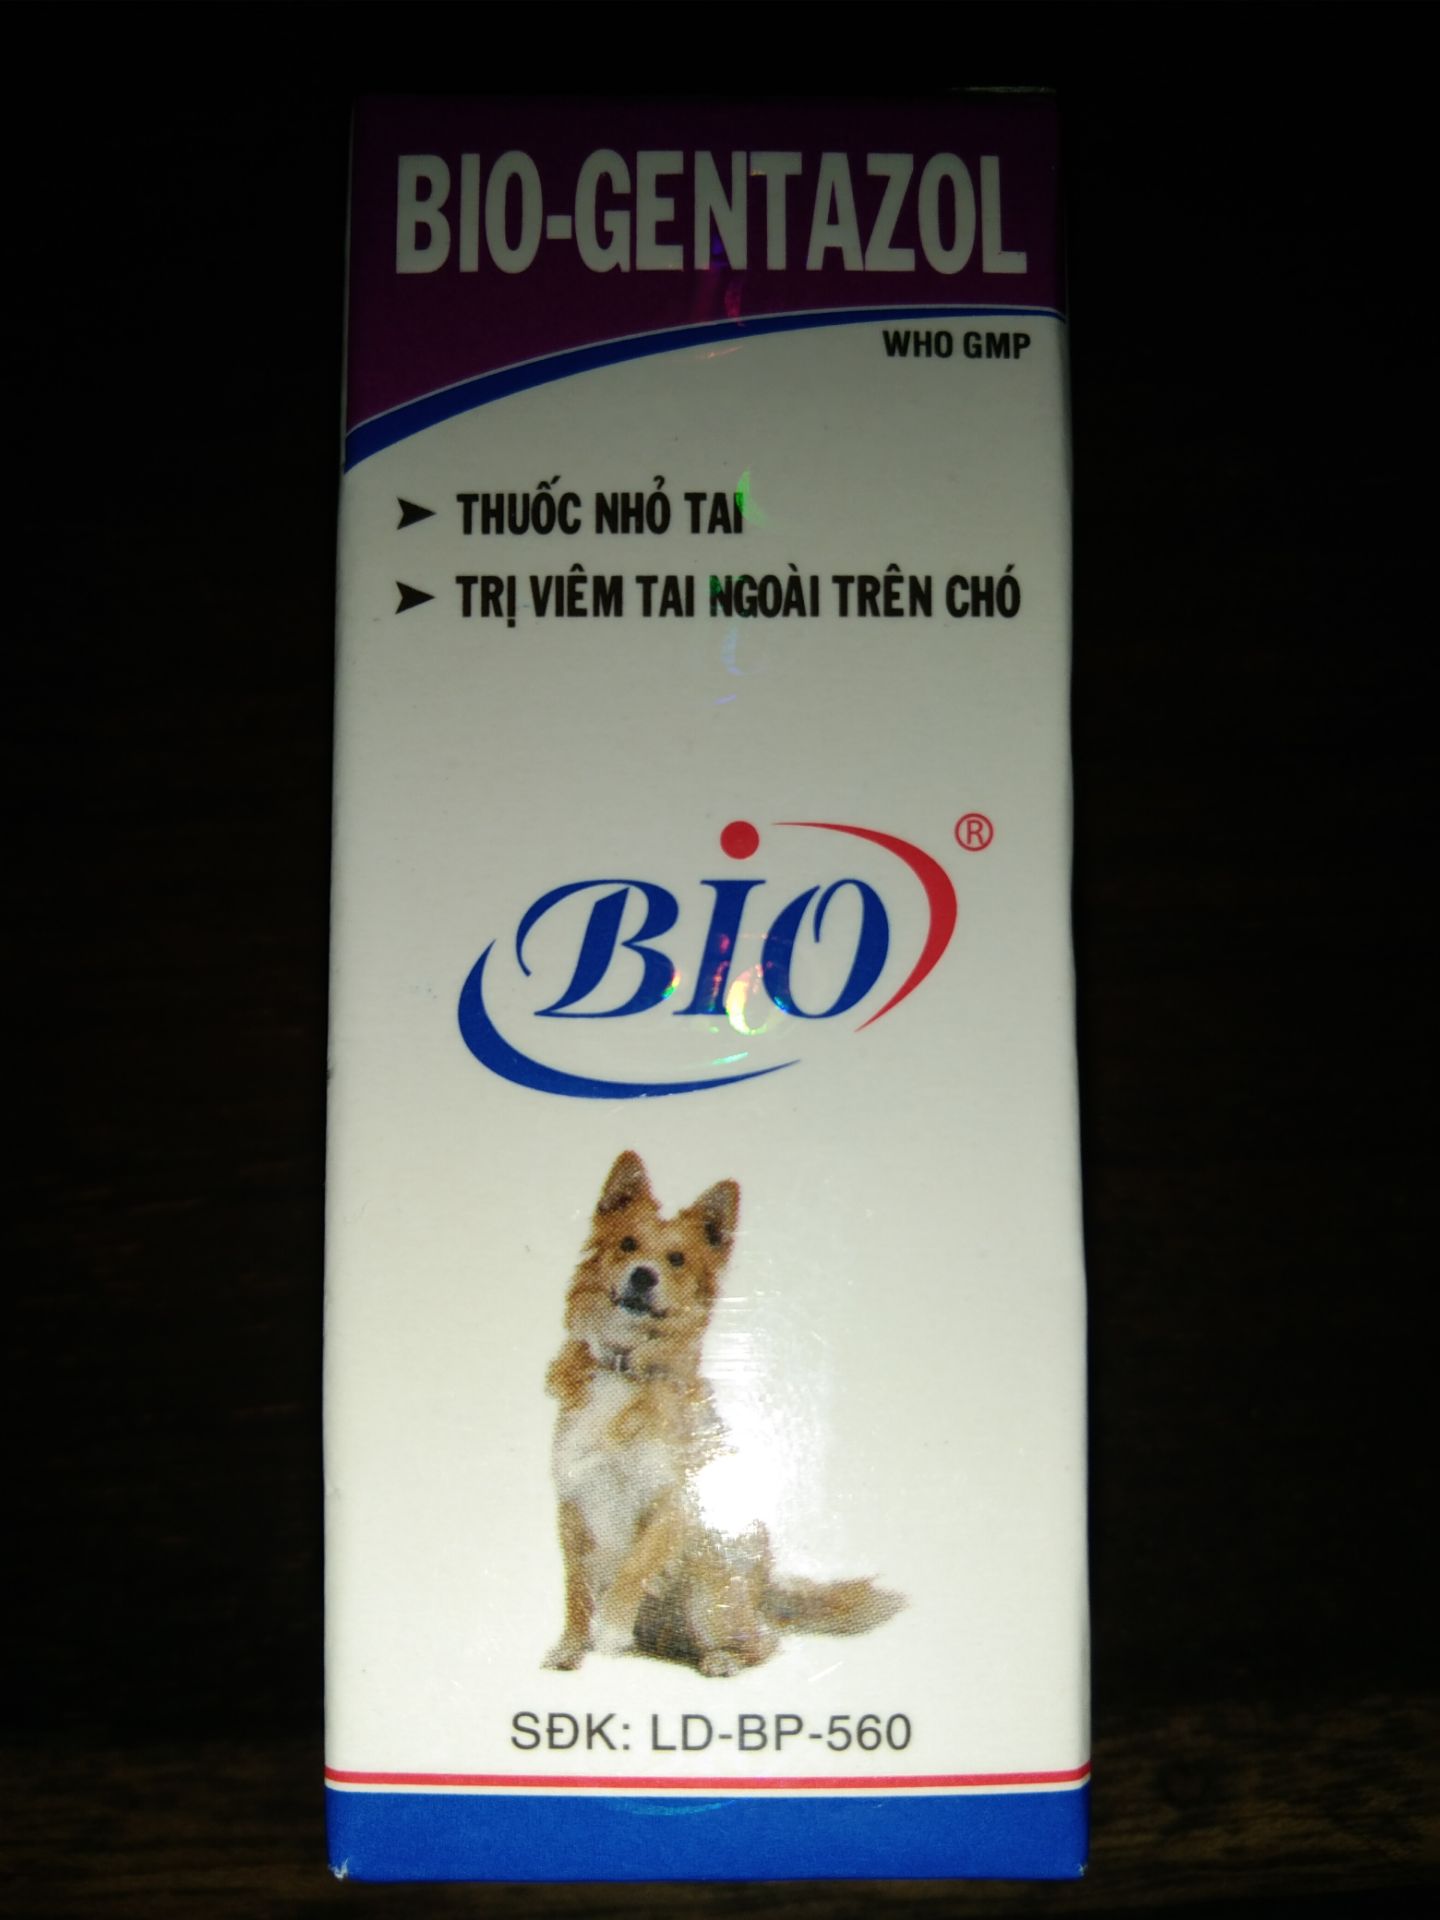 BIO-GENTAZOL
WHO GMP
➤ THUỐC NHỎ TAI
➤ TRỊ VIÊM TAI NGOÀI TRÊN CHÓ
BIO®
SĐK: LD-BP-560